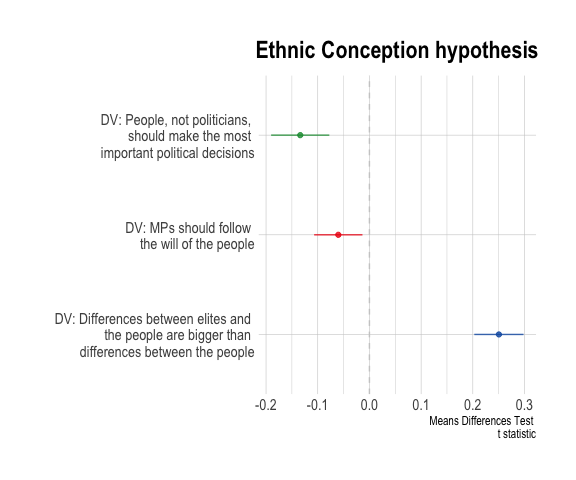 Ethnic Conception hypothesis
DV: People, not politicians,
should make the most
important political decisions
DV: MPs should follow
the will of the people
DV: Differences between elites and
the people are bigger than
differences between the people
-0.2 -0.1 0.0 0.1 0.2 0.3
Means Differences Test
t statistic